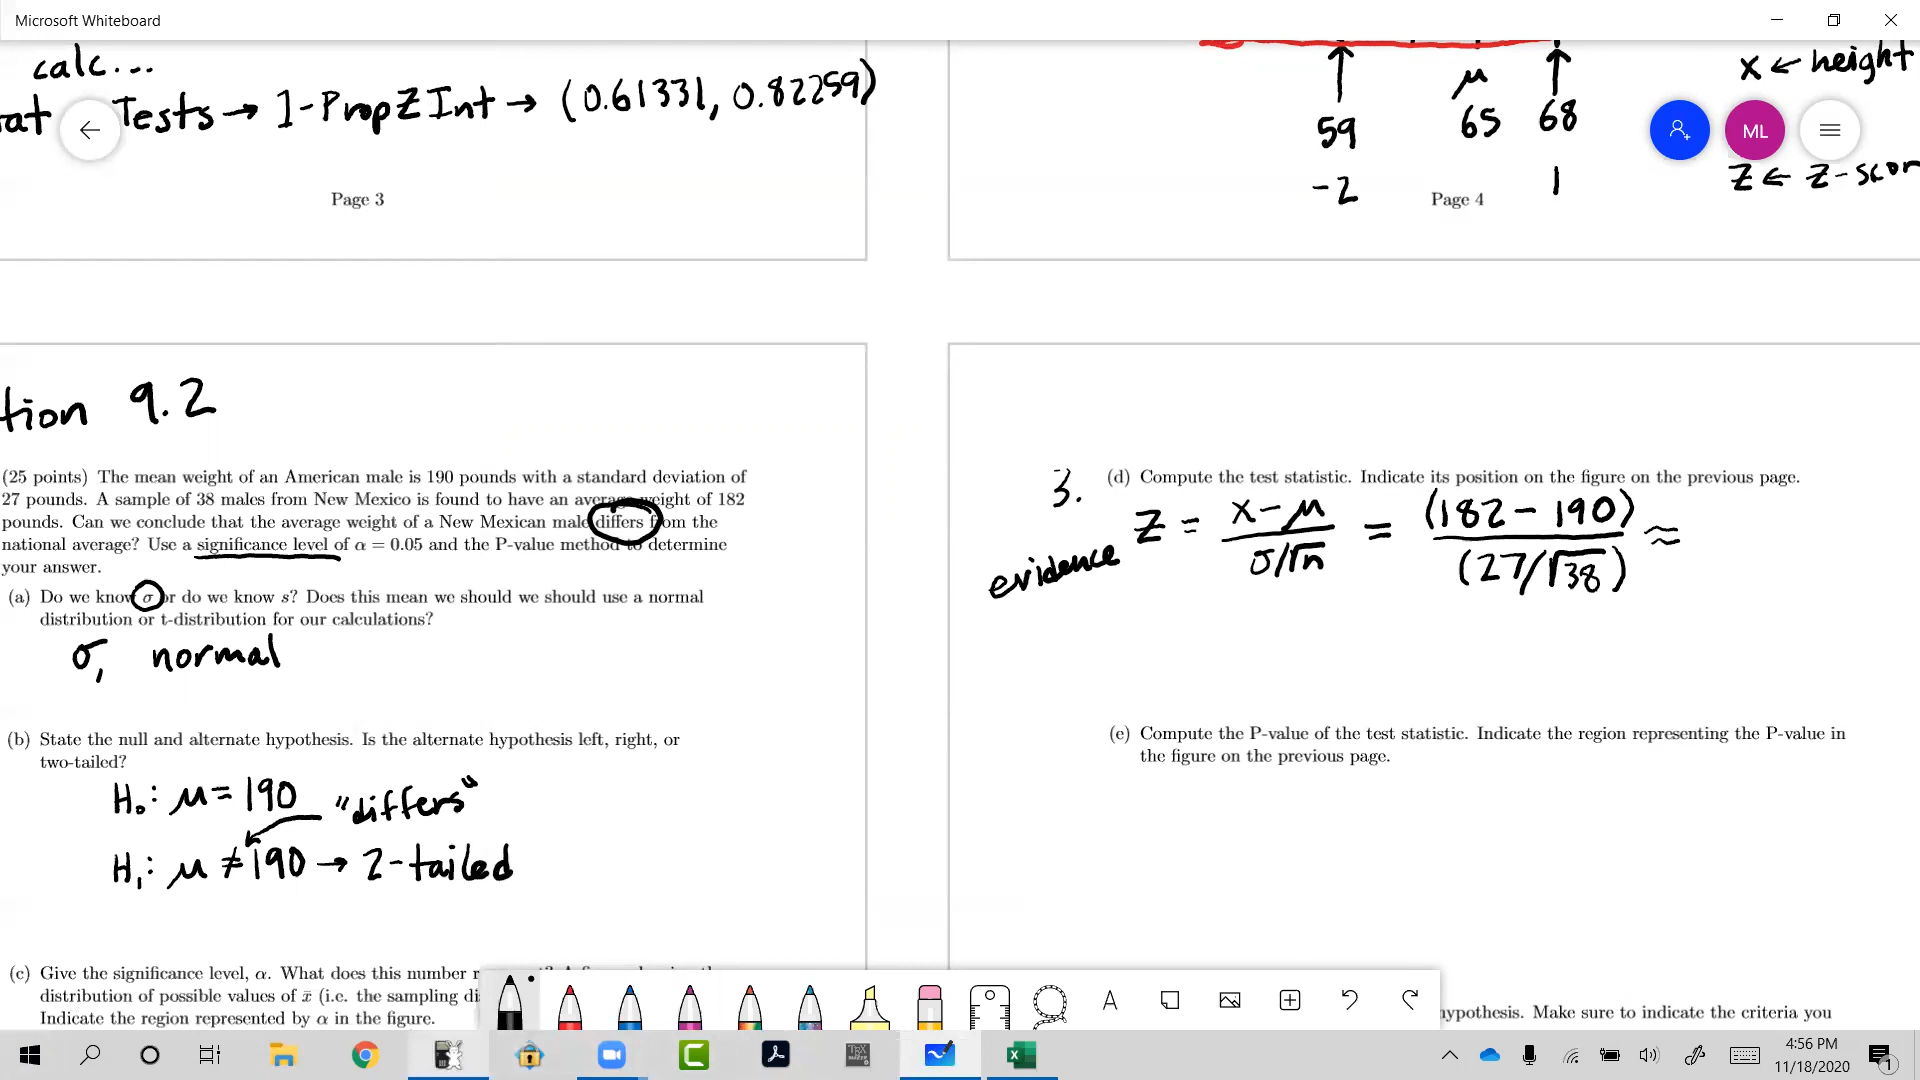 Microsoft Whiteboard
calc...
Tests → 1-PropZInt → (0.61331, 0.82259)
Page 3
μ
59 65 68
-2 1
x ← height
ML
z ← z-scor
Page 4
tion 9.2
(25 points) The mean weight of an American male is 190 pounds with a standard deviation of
27 pounds. A sample of 38 males from New Mexico is found to have an average weight of 182
pounds. Can we conclude that the average weight of a New Mexican male differs from the
national average? Use a significance level of α = 0.05 and the P-value method to determine
your answer.
(a) Do we know σ or do we know s? Does this mean we should we should use a normal
distribution or t-distribution for our calculations?
σ, normal
(b) State the null and alternate hypothesis. Is the alternate hypothesis left, right, or
two-tailed?
H₀: μ = 190 "differs"
H₁: μ ≠ 190 → 2-tailed
(c) Give the significance level, α. What does this number
distribution of possible values of x̄ (i.e. the sampling di
Indicate the region represented by α in the figure.
3.
(d) Compute the test statistic. Indicate its position on the figure on the previous page.
evidence
z = (x-μ)/(σ/√n) = (182-190)/(27/√38) ≈
(e) Compute the P-value of the test statistic. Indicate the region representing the P-value in
the figure on the previous page.
ypothesis. Make sure to indicate the criteria you
4:56 PM
11/18/2020
1